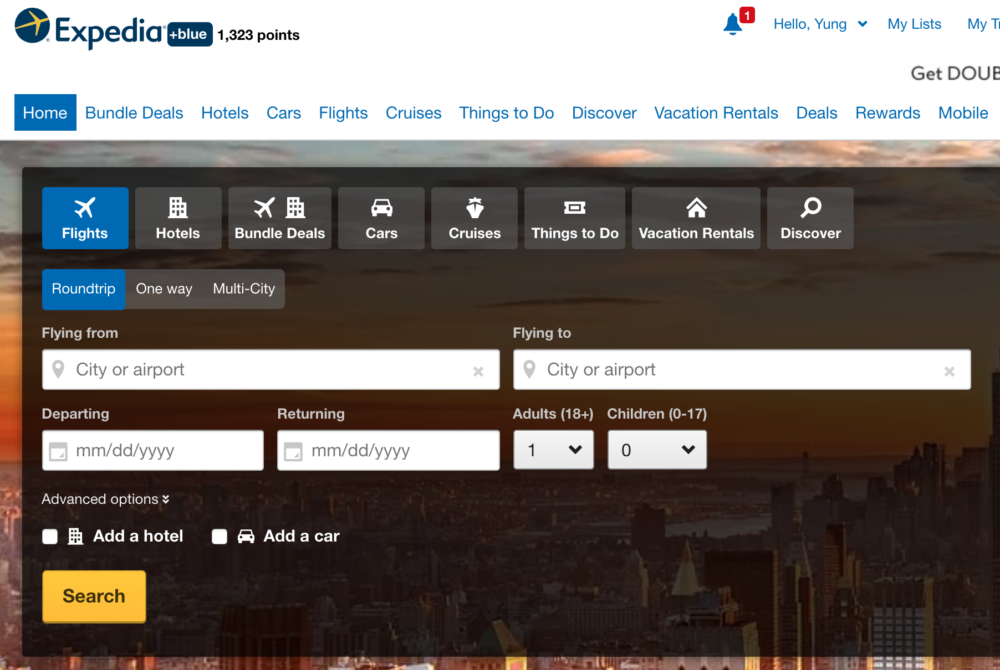 Expedia +blue 1,323 points
1 Hello, Yung My Lists My
Get
Home Bundle Deals Hotels Cars Flights Cruises Things to Do Discover Vacation Rentals Deals Rewards Mobile
Flights Hotels Bundle Deals Cars Cruises Things to Do Vacation Rentals Discover
Roundtrip One way Multi-City
Flying from Flying to
City or airport City or airport
Departing Returning Adults (18+) Children (0-17)
mm/dd/yyyy mm/dd/yyyy 1 0
Advanced options
Add a hotel Add a car
Search